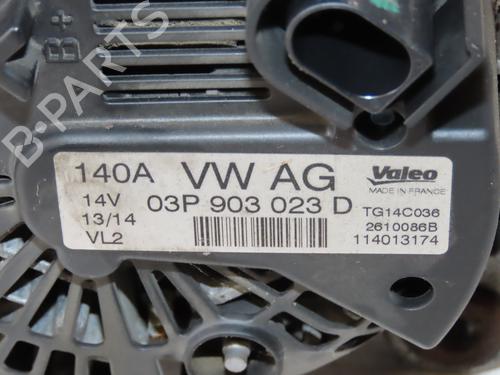 B+
B-PARTS
140A VW AG Valeo
MADE IN FRANCE
14V 03P 903 023 D TG14C036
13/14 2610086B
VL2 114013174